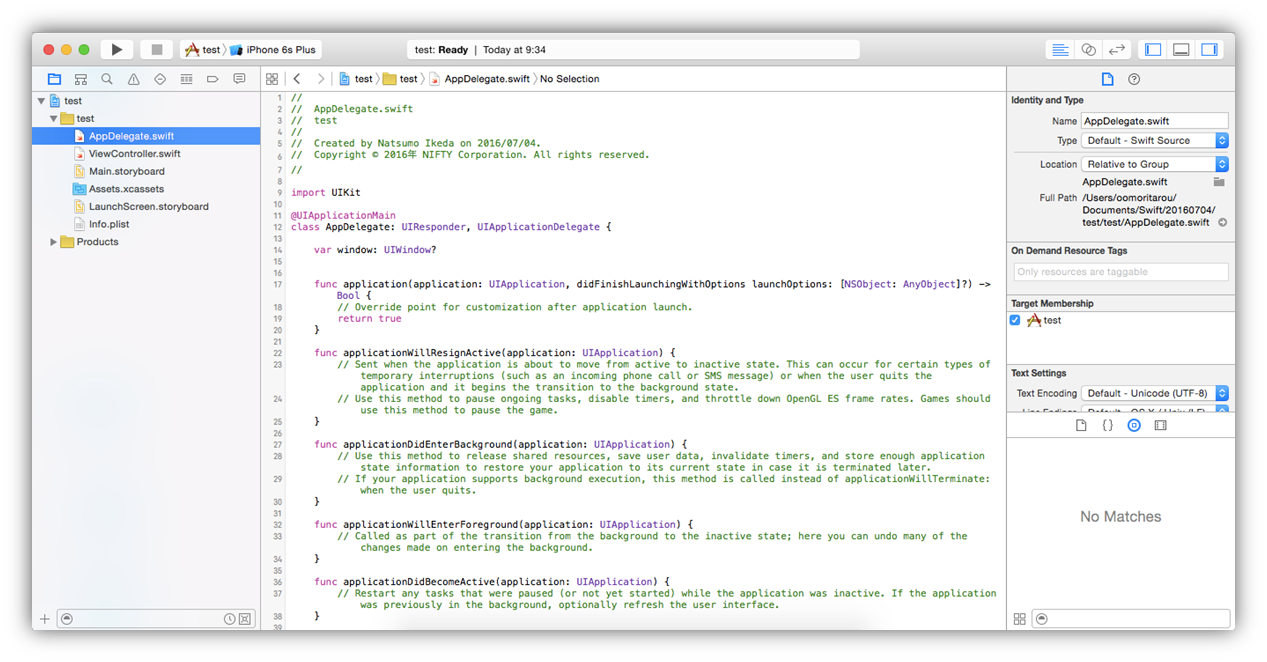 test 〉 iPhone 6s Plus
test: Ready | Today at 9:34
test 〉 test 〉 AppDelegate.swift 〉 No Selection
test
test
AppDelegate.swift
ViewController.swift
Main.storyboard
Assets.xcassets
LaunchScreen.storyboard
Info.plist
Products
1 //
2 //  AppDelegate.swift
3 //  test
4 //
5 //  Created by Natsumo Ikeda on 2016/07/04.
6 //  Copyright © 2016年 NIFTY Corporation. All rights reserved.
7 //
8
9 import UIKit
10
11 @UIApplicationMain
12 class AppDelegate: UIResponder, UIApplicationDelegate {
13
14     var window: UIWindow?
15
16
17     func application(application: UIApplication, didFinishLaunchingWithOptions launchOptions: [NSObject: AnyObject]?) ->
Bool {
18         // Override point for customization after application launch.
19         return true
20     }
21
22     func applicationWillResignActive(application: UIApplication) {
23         // Sent when the application is about to move from active to inactive state. This can occur for certain types of
temporary interruptions (such as an incoming phone call or SMS message) or when the user quits the
application and it begins the transition to the background state.
24         // Use this method to pause ongoing tasks, disable timers, and throttle down OpenGL ES frame rates. Games should
use this method to pause the game.
25     }
26
27     func applicationDidEnterBackground(application: UIApplication) {
28         // Use this method to release shared resources, save user data, invalidate timers, and store enough application
state information to restore your application to its current state in case it is terminated later.
29         // If your application supports background execution, this method is called instead of applicationWillTerminate:
when the user quits.
30     }
31
32     func applicationWillEnterForeground(application: UIApplication) {
33         // Called as part of the transition from the background to the inactive state; here you can undo many of the
changes made on entering the background.
34     }
35
36     func applicationDidBecomeActive(application: UIApplication) {
37         // Restart any tasks that were paused (or not yet started) while the application was inactive. If the application
was previously in the background, optionally refresh the user interface.
38     }
39
Identity and Type
Name AppDelegate.swift
Type Default - Swift Source
Location Relative to Group
AppDelegate.swift
Full Path /Users/oomoritarou/
Documents/Swift/20160704/
test/test/AppDelegate.swift
On Demand Resource Tags
Only resources are taggable
Target Membership
test
Text Settings
Text Encoding Default - Unicode (UTF-8)
No Matches